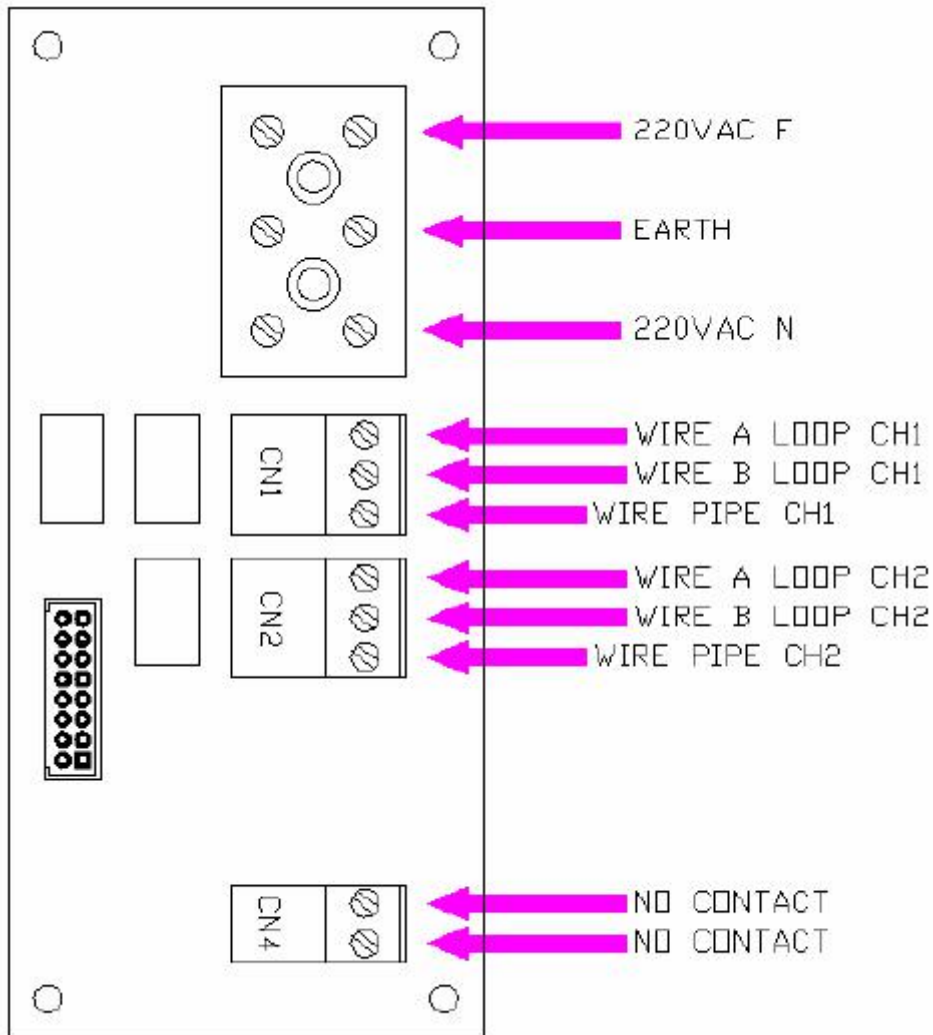 220VAC F
EARTH
220VAC N
CN1
WIRE A LOOP CH1
WIRE B LOOP CH1
WIRE PIPE CH1
CN2
WIRE A LOOP CH2
WIRE B LOOP CH2
WIRE PIPE CH2
CN4
NO CONTACT
NO CONTACT